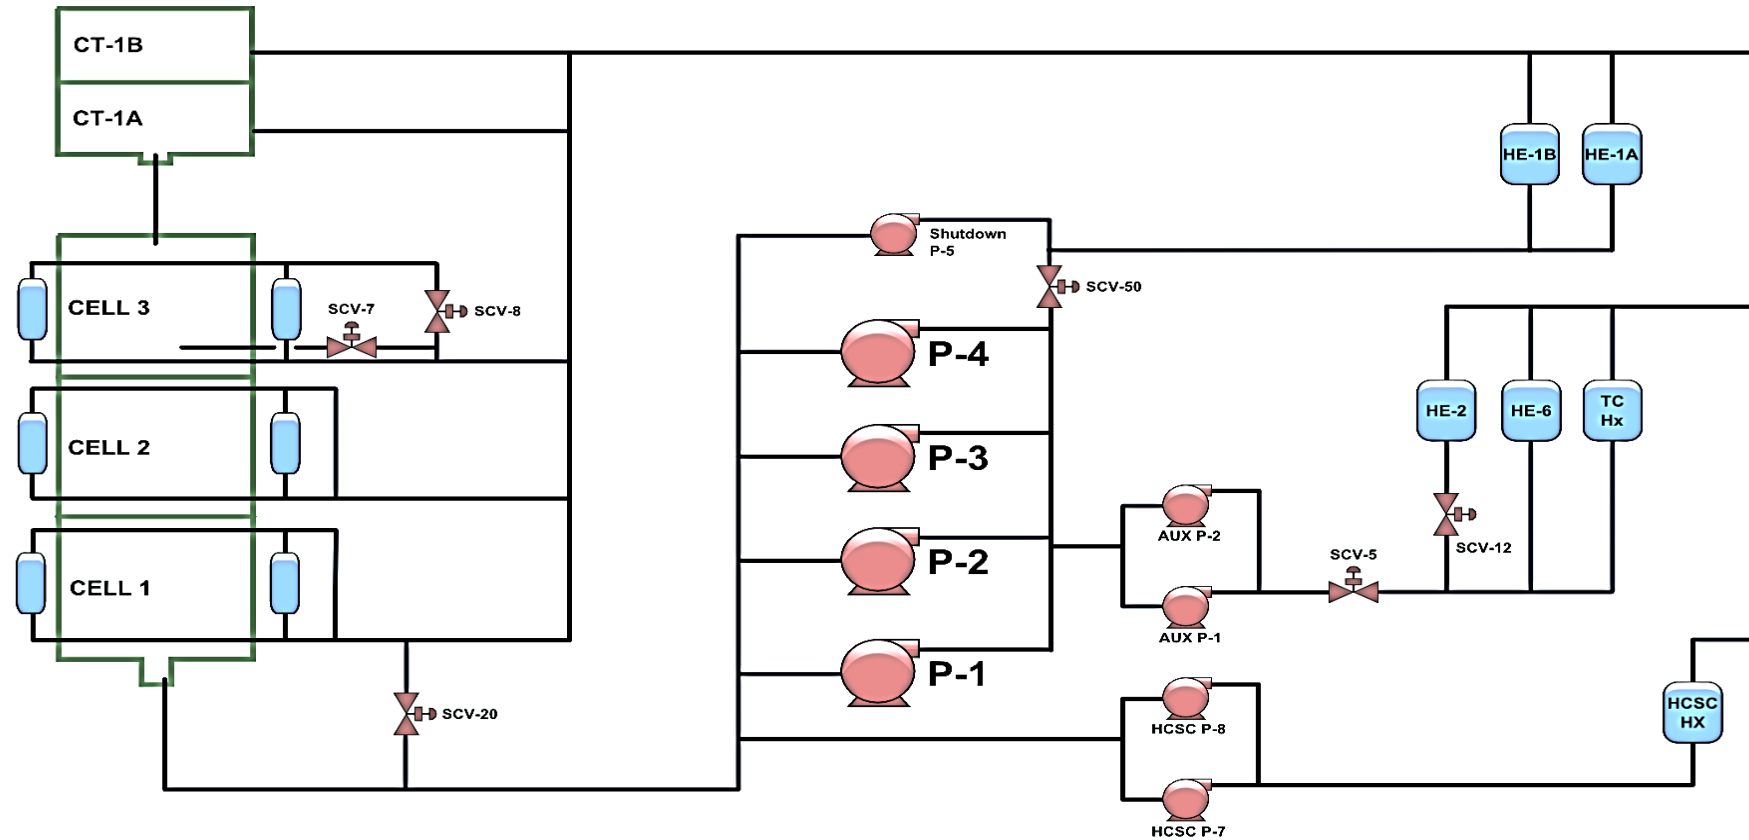 CT-1B
CT-1A
HE-1B
HE-1A
Shutdown
P-5
SCV-50
CELL 3
SCV-7
SCV-8
P-4
HE-2
HE-6
TC
Hx
CELL 2
P-3
AUX P-2
SCV-12
SCV-5
P-2
CELL 1
AUX P-1
P-1
SCV-20
HCSC P-8
HCSC
HX
HCSC P-7